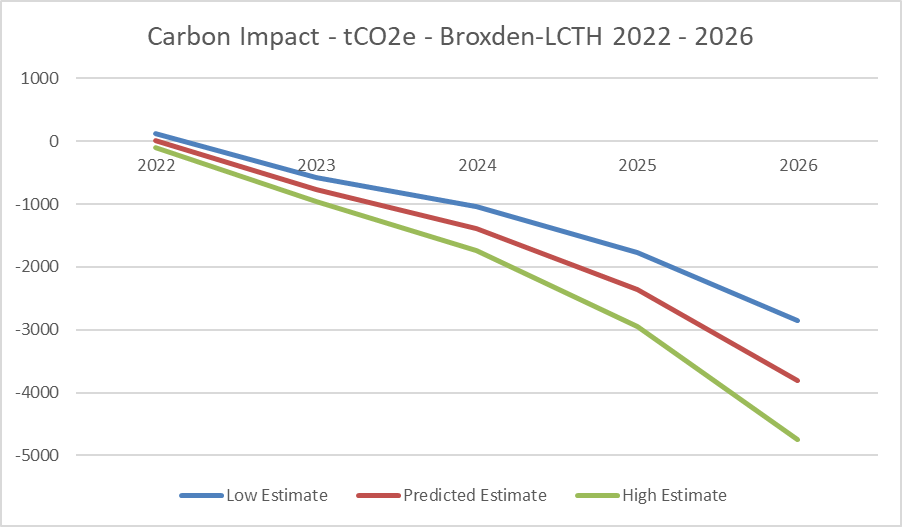 Carbon Impact - tCO2e - Broxden-LCTH 2022 - 2026
1000
0
2022 2023 2024 2025 2026
-1000
-2000
-3000
-4000
-5000
Low Estimate Predicted Estimate High Estimate